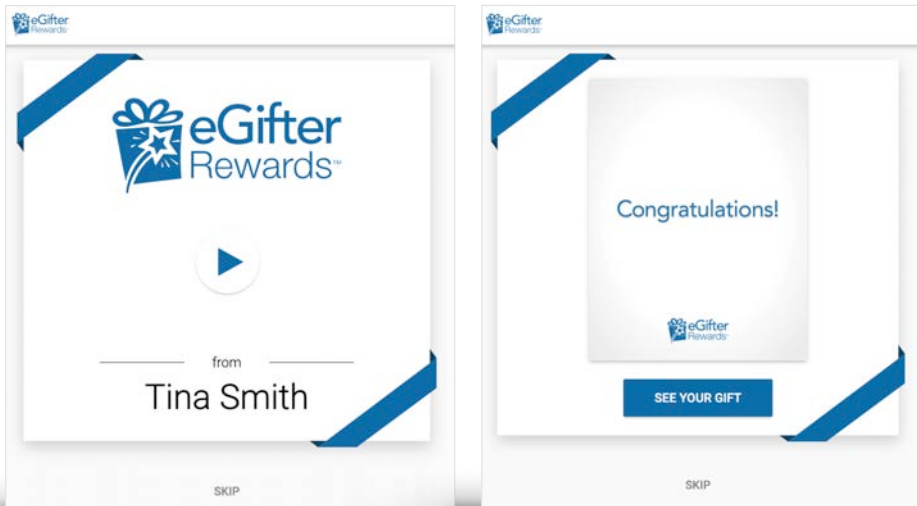 eGifter
Rewards
eGifter
Rewards™
from
Tina Smith
SKIP
eGifter
Rewards
Congratulations!
eGifter
Rewards
SEE YOUR GIFT
SKIP